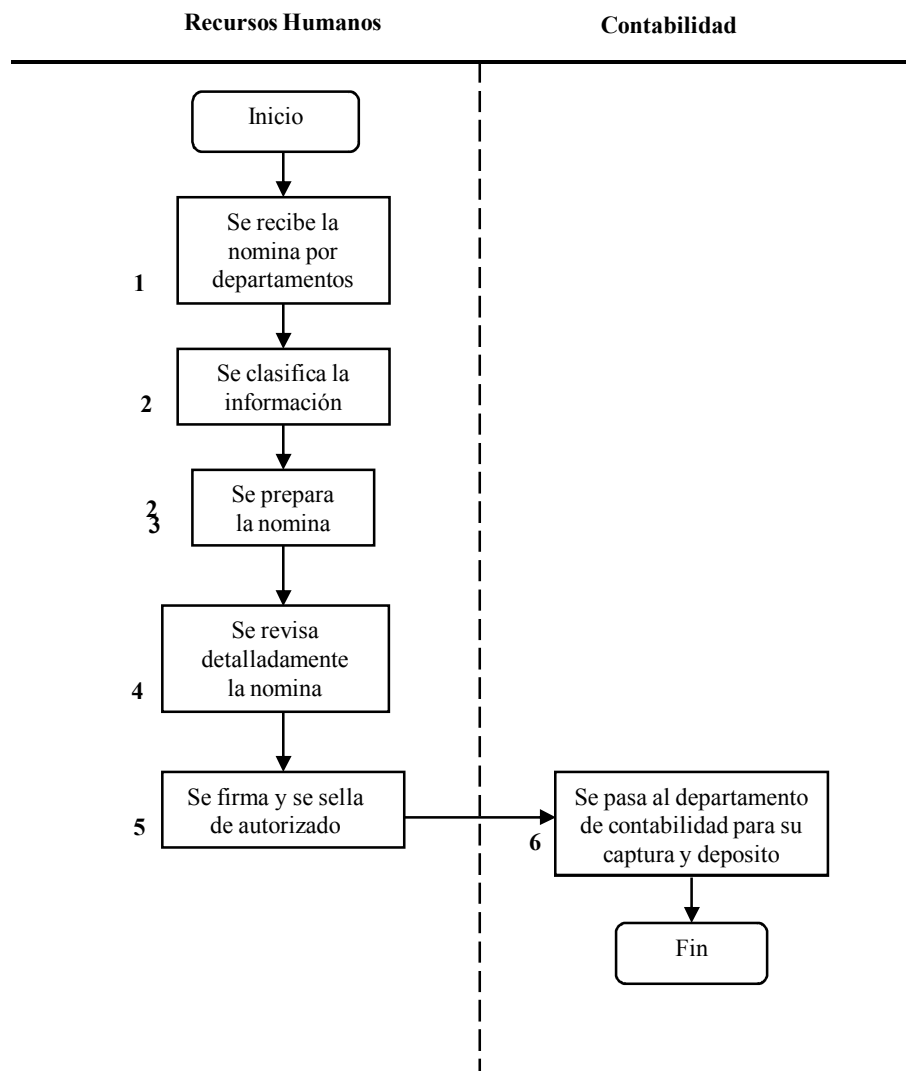 Recursos Humanos
Contabilidad
Inicio
Se recibe la
nomina por
departamentos
1
Se clasifica la
información
2
Se prepara
la nomina
2
3
Se revisa
detalladamente
la nomina
4
Se firma y se sella
de autorizado
5
Se pasa al departamento
de contabilidad para su
captura y deposito
6
Fin